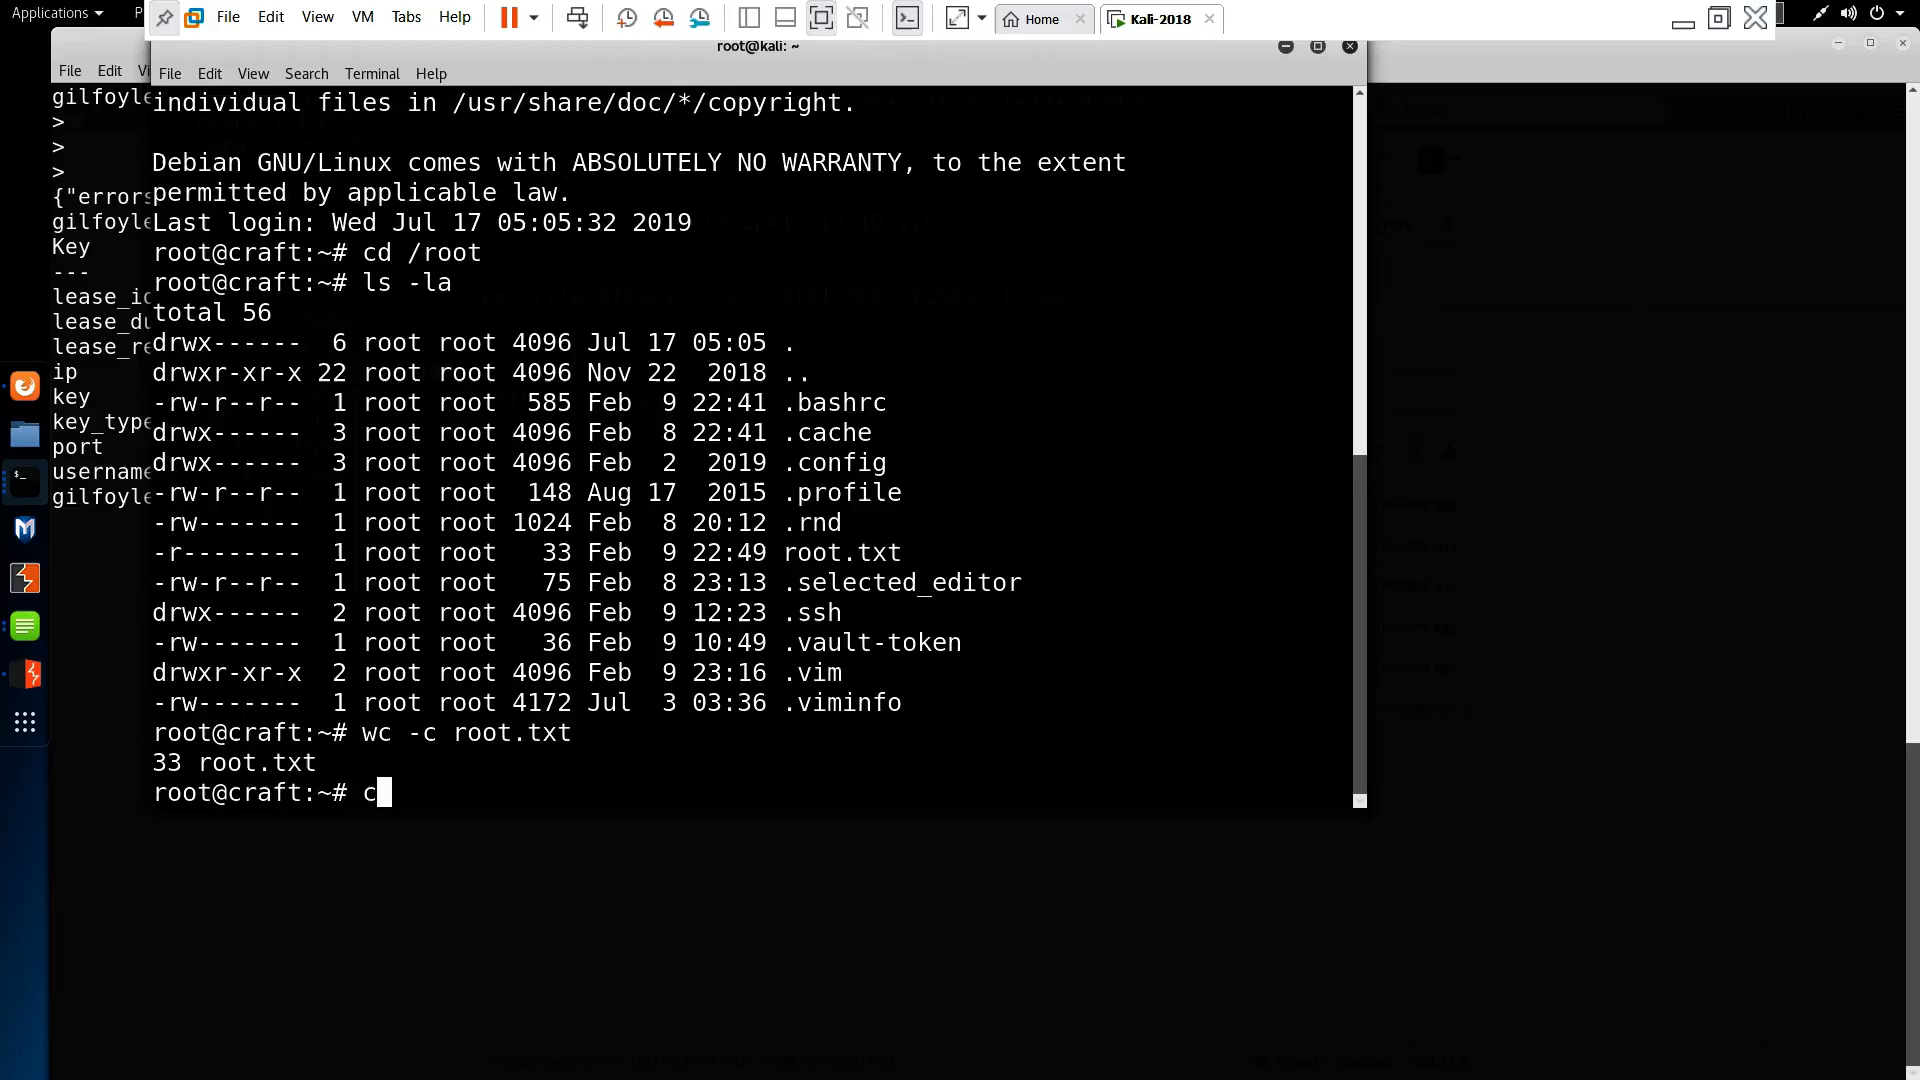 Applications
File Edit View VM Tabs Help
Home
Kali-2018
root@kali: ~
File Edit
File Edit View Search Terminal Help
gilfoyle
>
>
>
{"errors
gilfoyle
Key
---
lease_
lease_
lease_re
ip
key
key_type
port
username
gilfoyle
individual files in /usr/share/doc/*/copyright.
Debian GNU/Linux comes with ABSOLUTELY NO WARRANTY, to the extent
permitted by applicable law.
Last login: Wed Jul 17 05:05:32 2019
root@craft:~# cd /root
root@craft:~# ls -la
total 56
drwx------  6 root root 4096 Jul 17 05:05 .
drwxr-xr-x 22 root root 4096 Nov 22  2018 ..
-rw-r--r--  1 root root  585 Feb  9 22:41 .bashrc
drwx------  3 root root 4096 Feb  8 22:41 .cache
drwx------  3 root root 4096 Feb  2  2019 .config
-rw-r--r--  1 root root  148 Aug 17  2015 .profile
-rw-------  1 root root 1024 Feb  8 20:12 .rnd
-r--------  1 root root   33 Feb  9 22:49 root.txt
-rw-r--r--  1 root root   75 Feb  8 23:13 .selected_editor
drwx------  2 root root 4096 Feb  9 12:23 .ssh
-rw-------  1 root root   36 Feb  9 10:49 .vault-token
drwxr-xr-x  2 root root 4096 Feb  9 23:16 .vim
-rw-------  1 root root 4172 Jul  3 03:36 .viminfo
root@craft:~# wc -c root.txt
33 root.txt
root@craft:~# c